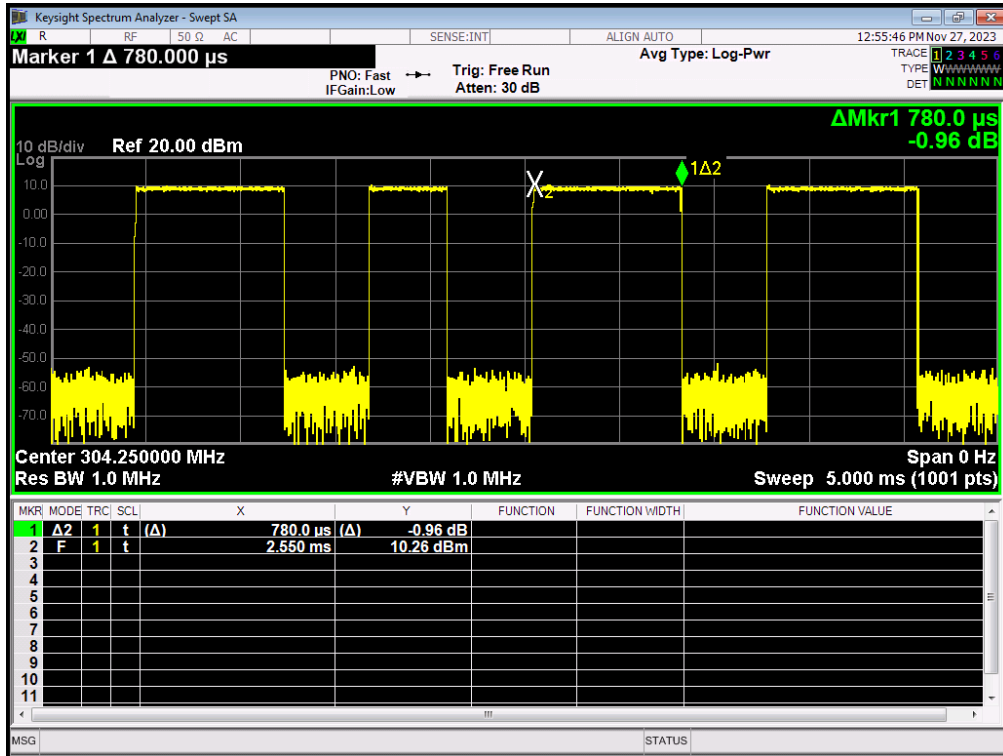 Keysight Spectrum Analyzer - Swept SA
LXI R RF 50 Ω AC SENSE:INT ALIGN AUTO 12:55:46 PM Nov 27, 2023
Marker 1 Δ 780.000 µs
PNO: Fast
IFGain:Low
Trig: Free Run
Atten: 30 dB
Avg Type: Log-Pwr
TRACE 1 2 3 4 5 6
TYPE WWWWWW
DET N N N N N N
ΔMkr1 780.0 µs
-0.96 dB
10 dB/div Ref 20.00 dBm
Log
1Δ2
10.0
X2
0.00
-10.0
-20.0
-30.0
-40.0
-50.0
-60.0
-70.0
Center 304.250000 MHz Span 0 Hz
Res BW 1.0 MHz #VBW 1.0 MHz Sweep 5.000 ms (1001 pts)
MKR MODE TRC SCL X Y FUNCTION FUNCTION WIDTH FUNCTION VALUE
1 Δ2 1 t (Δ) 780.0 µs (Δ) -0.96 dB
2 F 1 t 2.550 ms 10.26 dBm
3
4
5
6
7
8
9
10
11
MSG STATUS